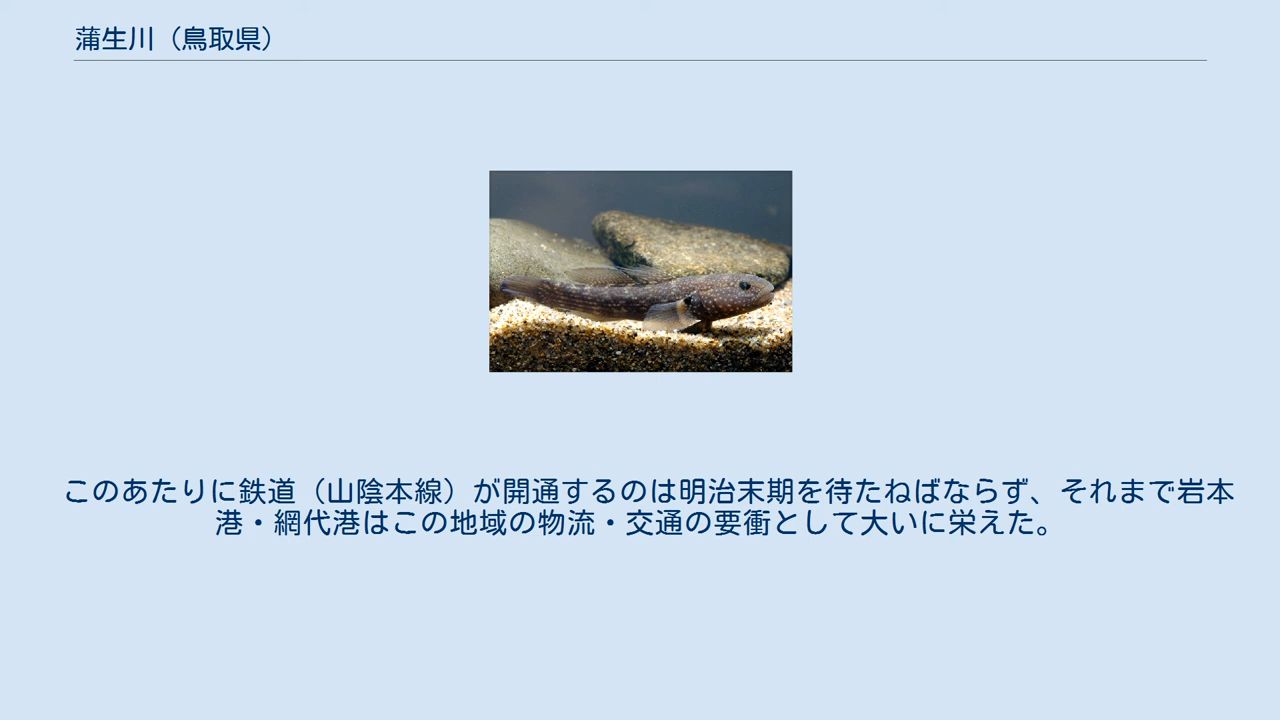 蒲生川（鳥取県）
このあたりに鉄道（山陰本線）が開通するのは明治末期を待たねばならず、それまで岩本
港・網代港はこの地域の物流・交通の要衝として大いに栄えた。